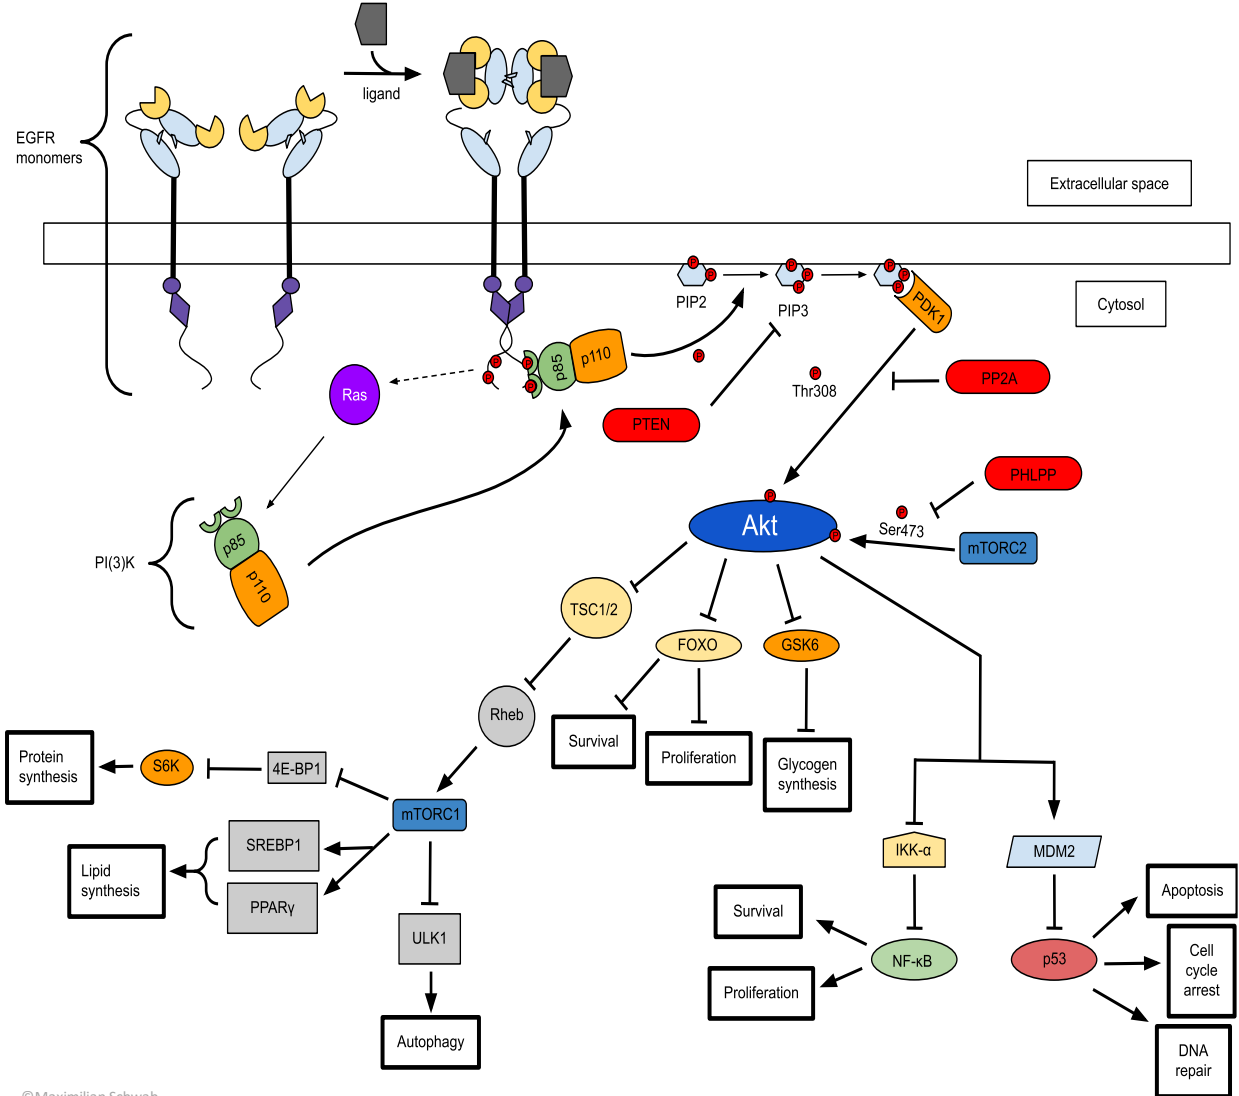 EGFR
monomers
ligand
Extracellular space
Cytosol
P
P
PIP2
P
P
P
PIP3
P
P
P
PDK1
P
P
P
P
p85
p110
P
Ras
PTEN
P
Thr308
PP2A
PHLPP
P
Ser473
mTORC2
P
Akt
P
PI(3)K
p85
p110
TSC1/2
FOXO
GSK6
Rheb
Survival
Proliferation
Glycogen
synthesis
Protein
synthesis
S6K
4E-BP1
mTORC1
SREBP1
PPARγ
Lipid
synthesis
ULK1
Autophagy
IKK-α
MDM2
Survival
NF-κB
Proliferation
p53
Apoptosis
Cell
cycle
arrest
DNA
repair
©Maximilian Schwab